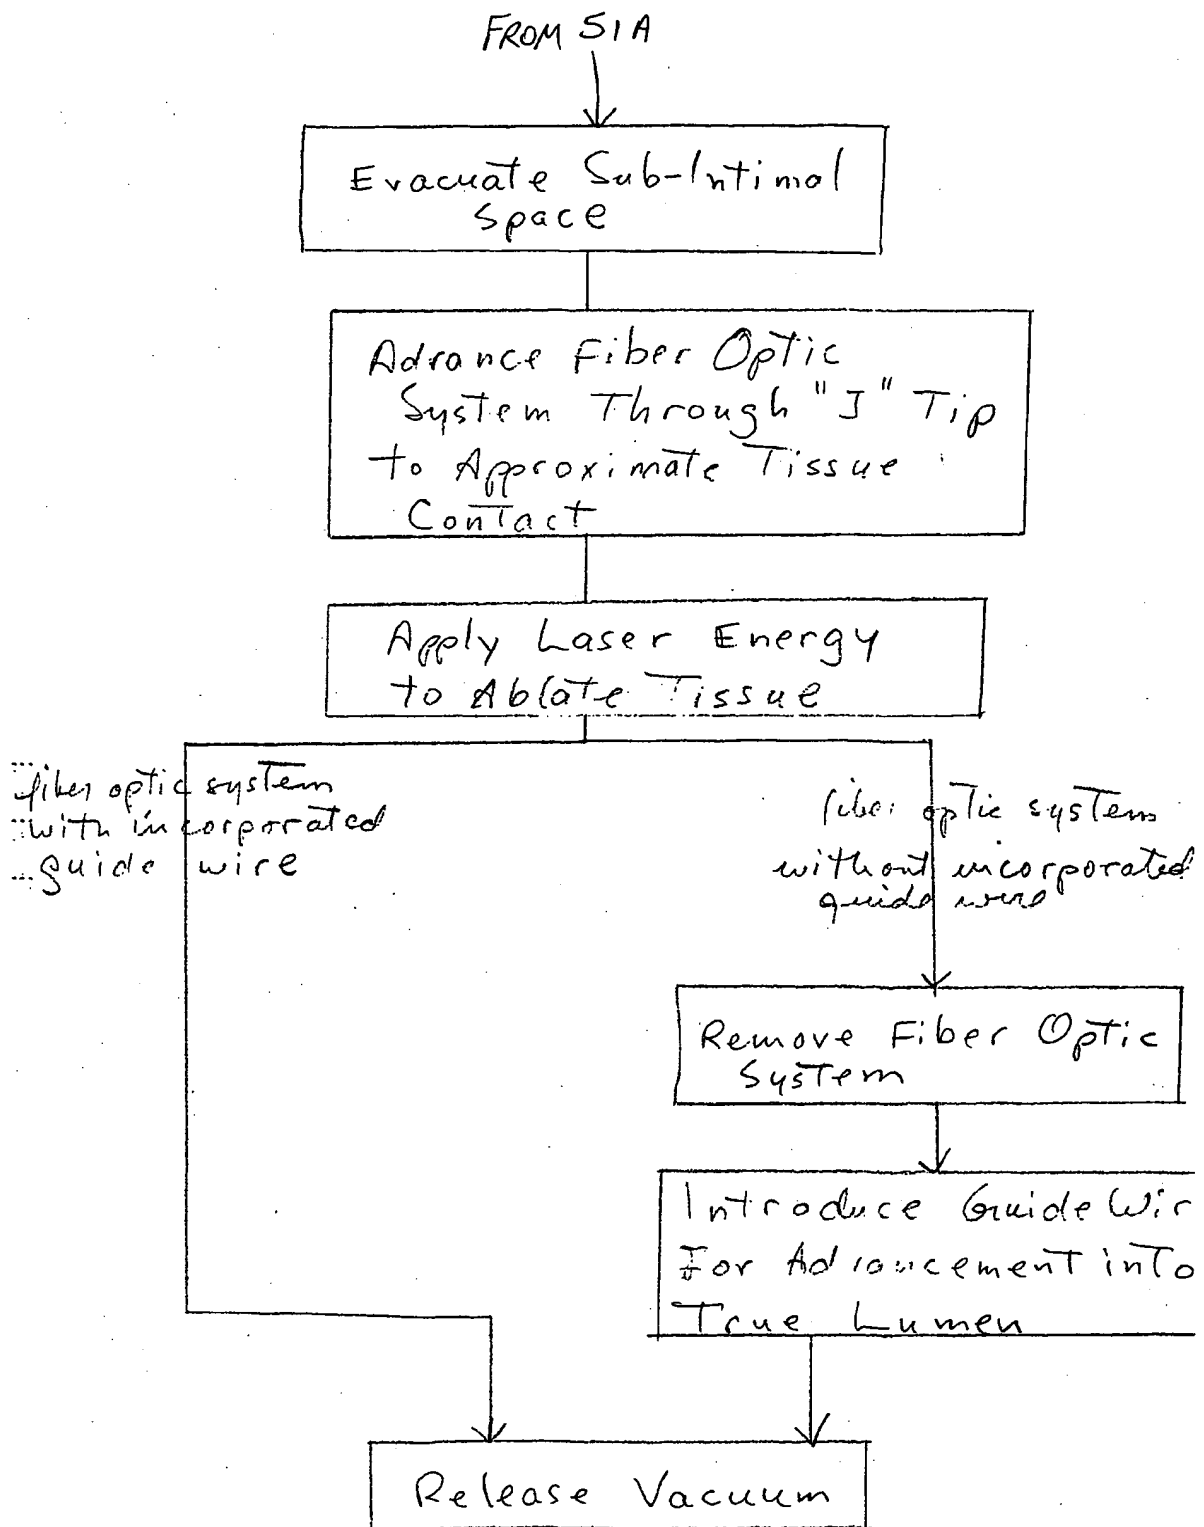 FROM 51A
Evacuate Sub-Intimal
Space
Advance Fiber Optic
System Through "J" Tip
to Approximate Tissue
Contact
Apply Laser Energy
to Ablate Tissue
fiber optic system
with incorporated
guide wire
fiber optic system
without incorporated
guide wire
Remove Fiber Optic
System
Introduce Guide Wir
For Advancement into
True Lumen
Release Vacuum